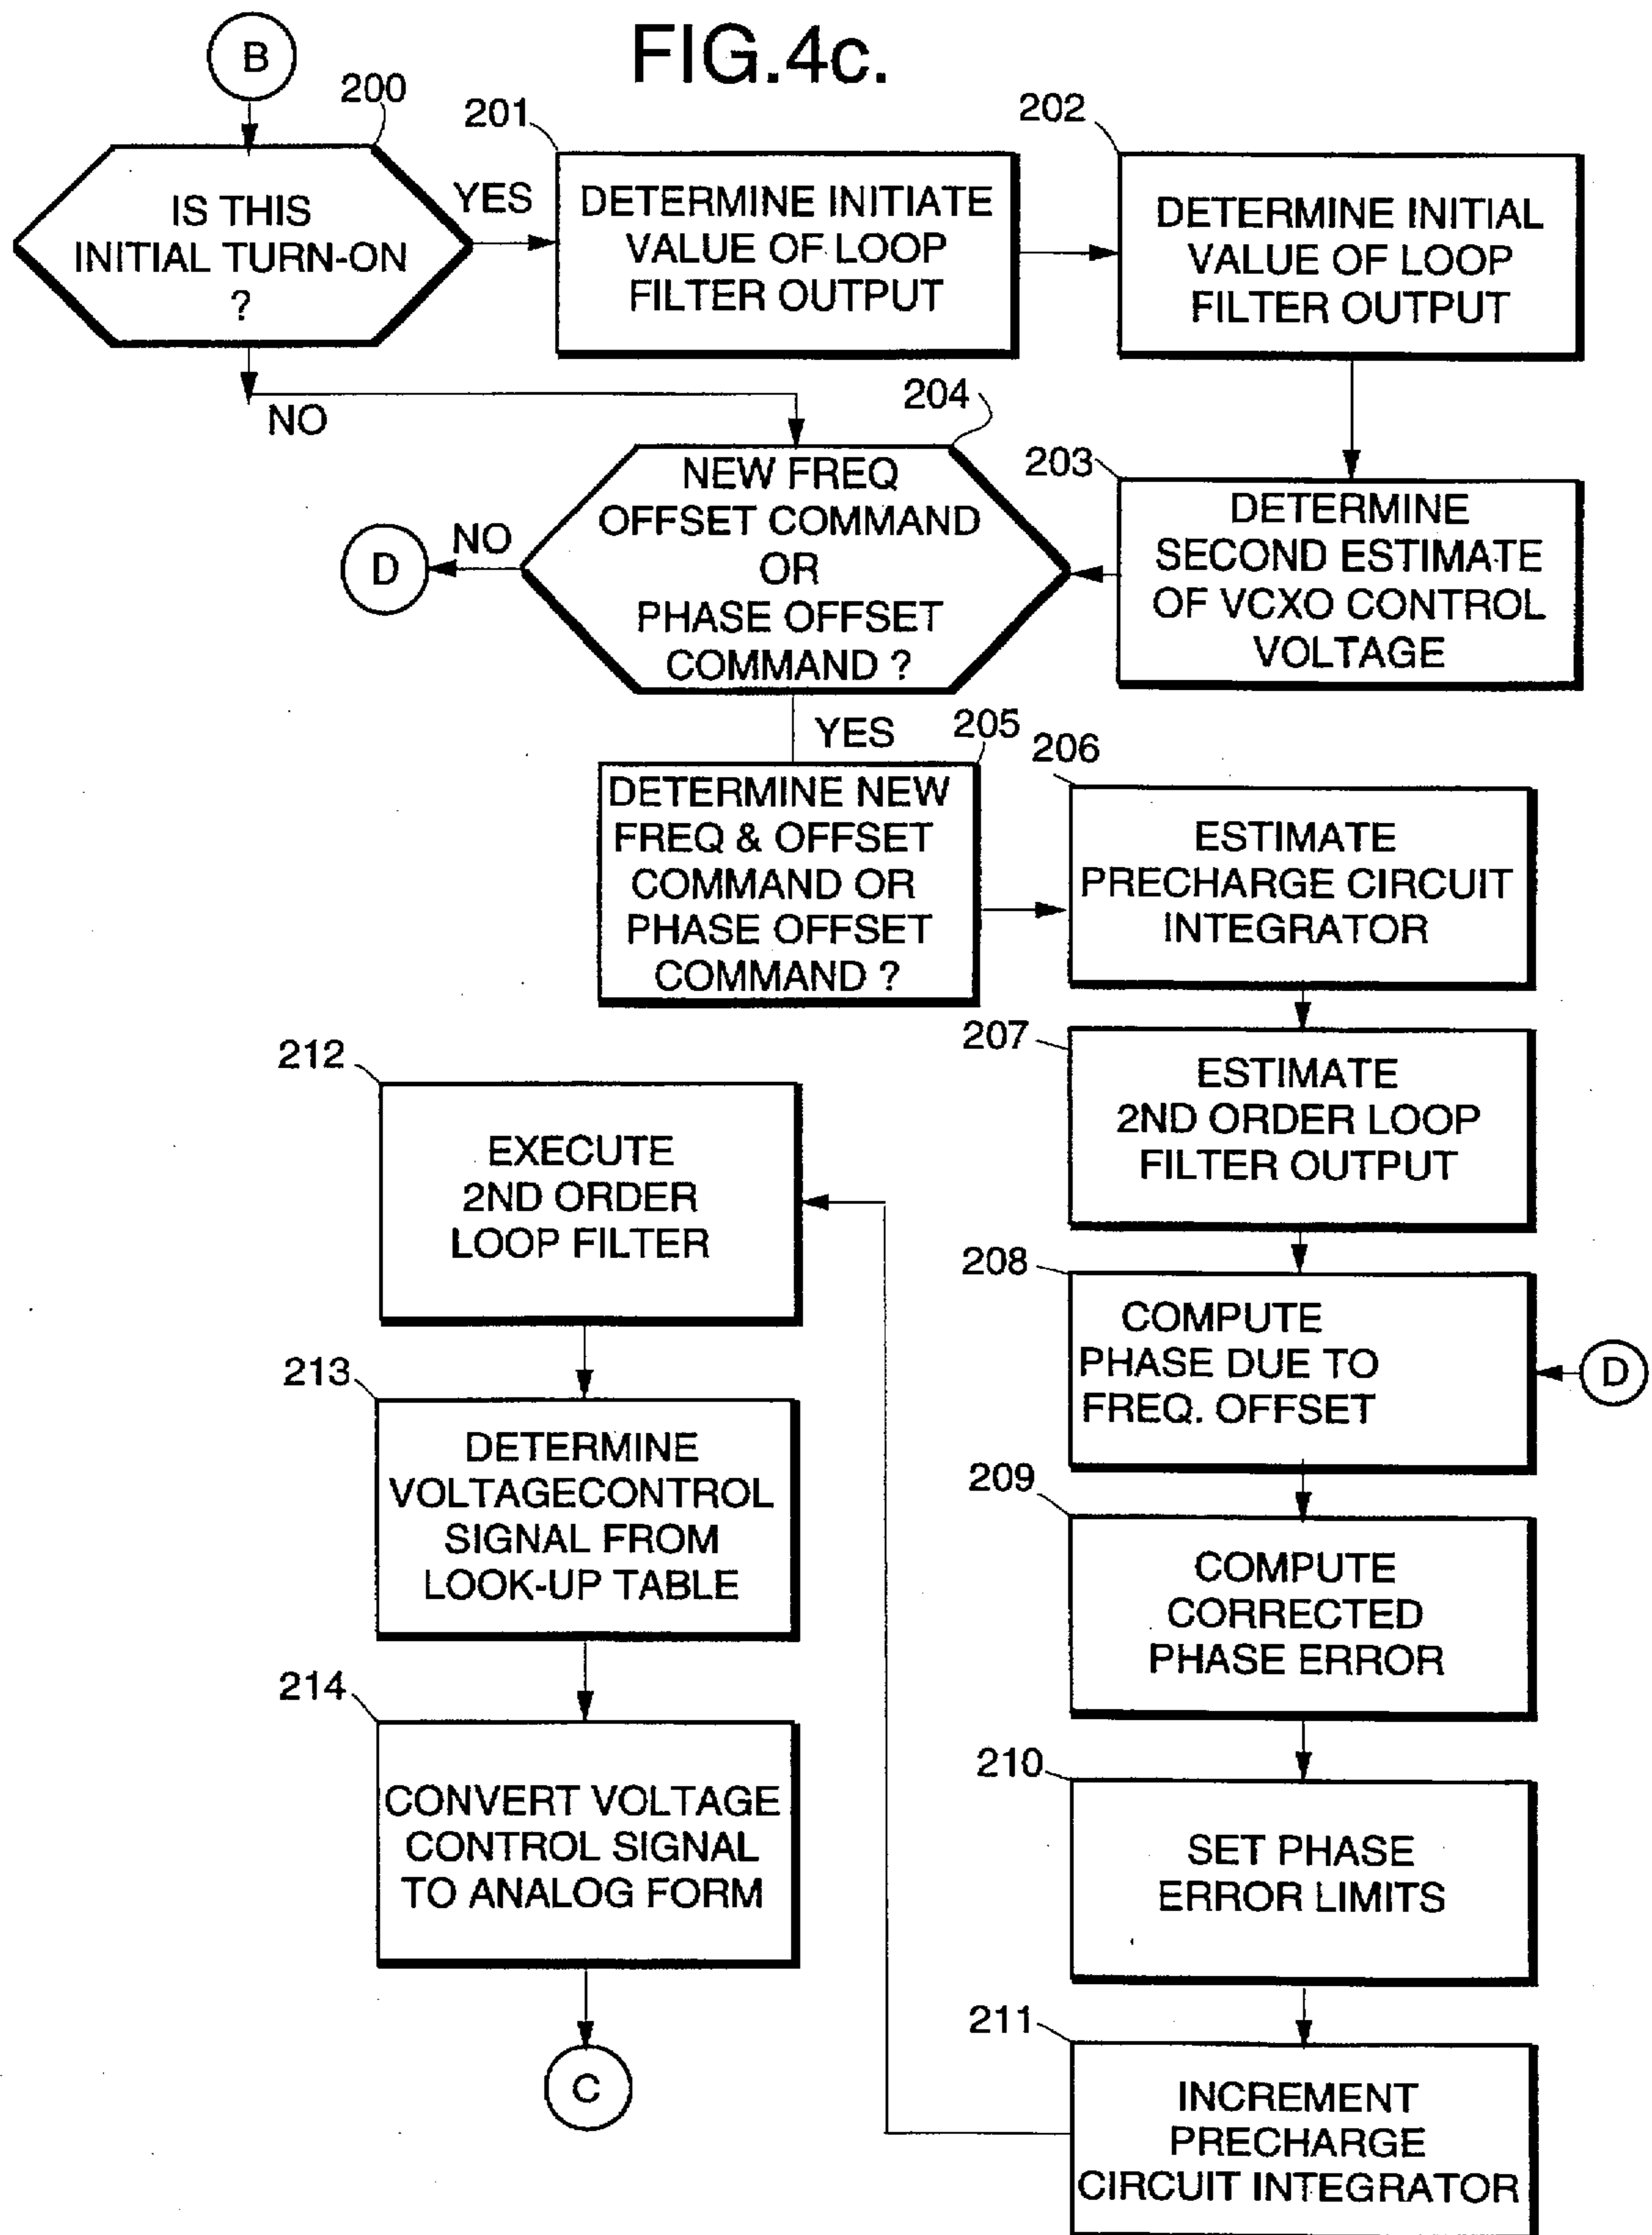 FIG.4c.
B
200
IS THIS
INITIAL TURN-ON
?
YES
NO
201
DETERMINE INITIATE
VALUE OF LOOP
FILTER OUTPUT
202
DETERMINE INITIAL
VALUE OF LOOP
FILTER OUTPUT
203
DETERMINE
SECOND ESTIMATE
OF VCXO CONTROL
VOLTAGE
204
NEW FREQ
OFFSET COMMAND
OR
PHASE OFFSET
COMMAND ?
NO
D
YES
205
DETERMINE NEW
FREQ & OFFSET
COMMAND OR
PHASE OFFSET
COMMAND ?
206
ESTIMATE
PRECHARGE CIRCUIT
INTEGRATOR
207
ESTIMATE
2ND ORDER LOOP
FILTER OUTPUT
208
COMPUTE
PHASE DUE TO
FREQ. OFFSET
D
209
COMPUTE
CORRECTED
PHASE ERROR
210
SET PHASE
ERROR LIMITS
211
INCREMENT
PRECHARGE
CIRCUIT INTEGRATOR
212
EXECUTE
2ND ORDER
LOOP FILTER
213
DETERMINE
VOLTAGECONTROL
SIGNAL FROM
LOOK-UP TABLE
214
CONVERT VOLTAGE
CONTROL SIGNAL
TO ANALOG FORM
C